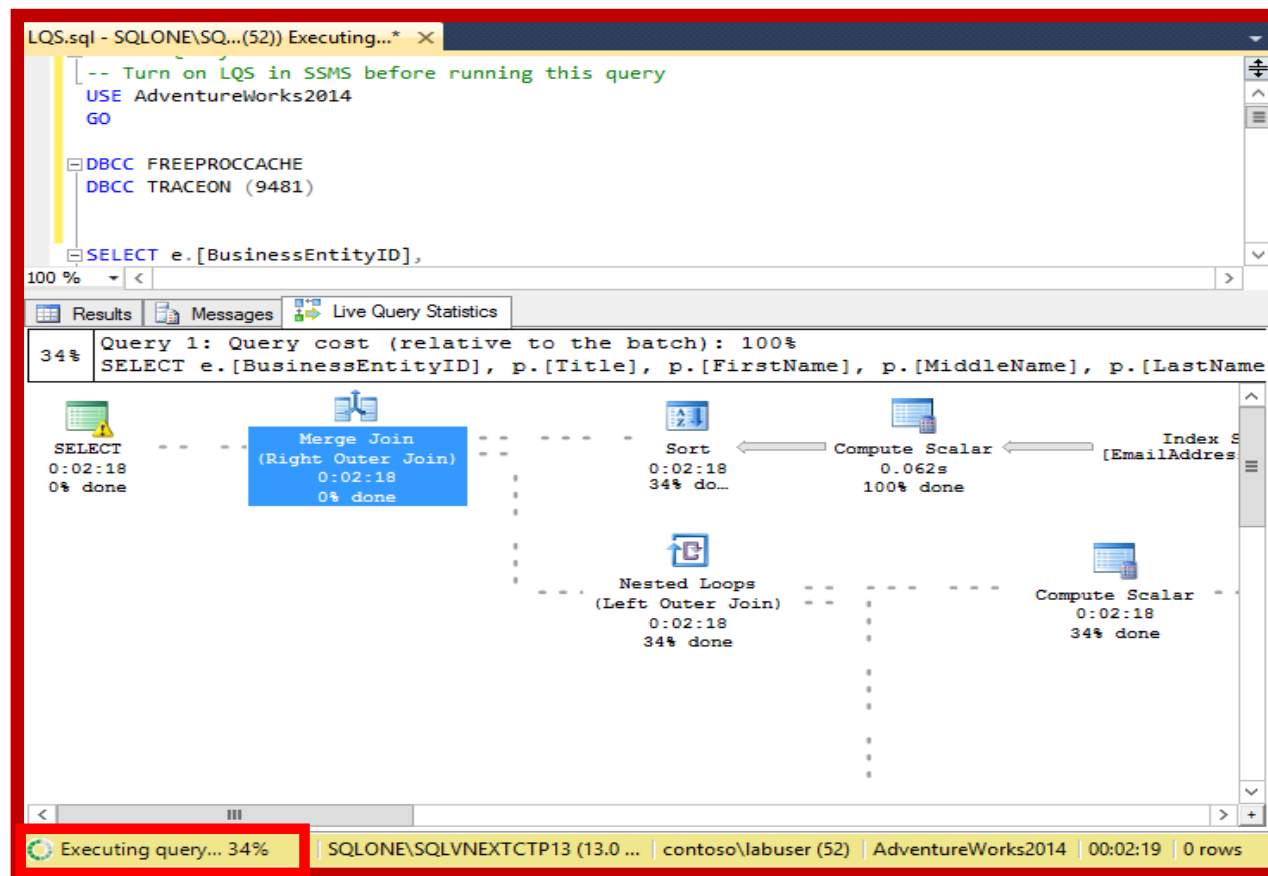 LQS.sql - SQLONE\SQ...(52)) Executing...*
-- Turn on LQS in SSMS before running this query
USE AdventureWorks2014
GO
DBCC FREEPROCCACHE
DBCC TRACEON (9481)
SELECT e.[BusinessEntityID],
100 %
Results Messages Live Query Statistics
34% Query 1: Query cost (relative to the batch): 100%
SELECT e.[BusinessEntityID], p.[Title], p.[FirstName], p.[MiddleName], p.[LastName
SELECT
0:02:18
0% done
Merge Join
(Right Outer Join)
0:02:18
0% done
Sort
0:02:18
34% do...
Compute Scalar
0.062s
100% done
Index S
[EmailAddres
Nested Loops
(Left Outer Join)
0:02:18
34% done
Compute Scalar
0:02:18
34% done
Executing query... 34% SQLONE\SQLVNEXTCTP13 (13.0 ... contoso\labuser (52) AdventureWorks2014 00:02:19 0 rows